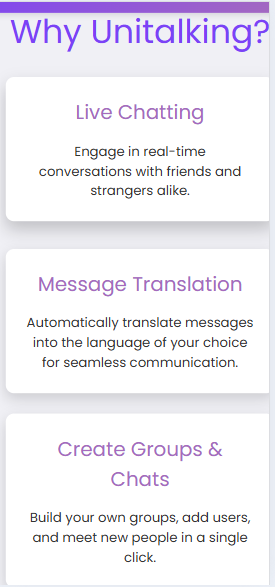 Why Unitalking?
Live Chatting
Engage in real-time
conversations with friends and
strangers alike.
Message Translation
Automatically translate messages
into the language of your choice
for seamless communication.
Create Groups &
Chats
Build your own groups, add users,
and meet new people in a single
click.